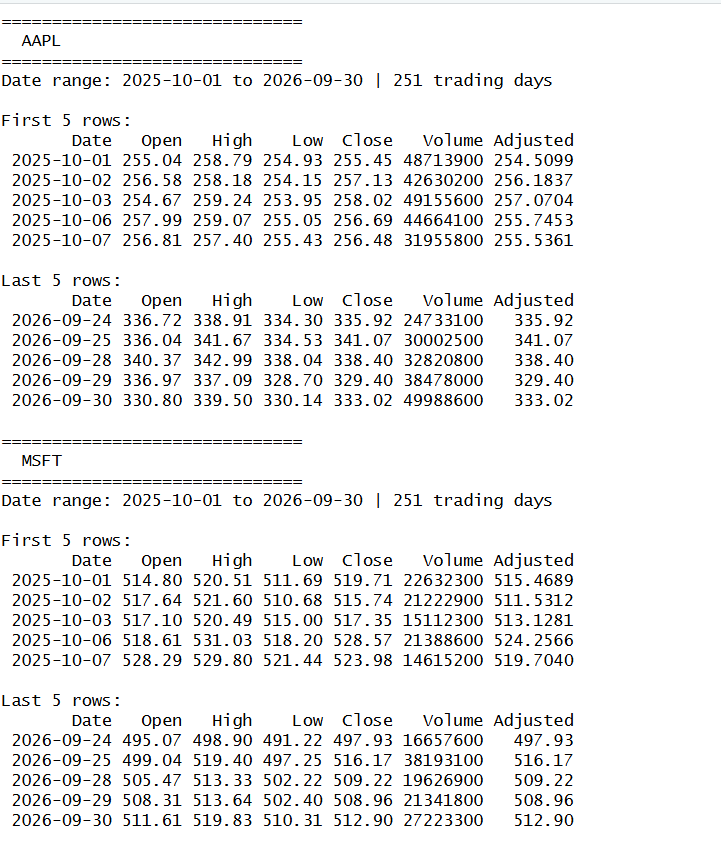 ==============================
  AAPL
==============================
Date range: 2025-10-01 to 2026-09-30 | 251 trading days

First 5 rows:
       Date   Open   High    Low  Close   Volume Adjusted
 2025-10-01 255.04 258.79 254.93 255.45 48713900 254.5099
 2025-10-02 256.58 258.18 254.15 257.13 42630200 256.1837
 2025-10-03 254.67 259.24 253.95 258.02 49155600 257.0704
 2025-10-06 257.99 259.07 255.05 256.69 44664100 255.7453
 2025-10-07 256.81 257.40 255.43 256.48 31955800 255.5361

Last 5 rows:
       Date   Open   High    Low  Close   Volume Adjusted
 2026-09-24 336.72 338.91 334.30 335.92 24733100   335.92
 2026-09-25 336.04 341.67 334.53 341.07 30002500   341.07
 2026-09-28 340.37 342.99 338.04 338.40 32820800   338.40
 2026-09-29 336.97 337.09 328.70 329.40 38478000   329.40
 2026-09-30 330.80 339.50 330.14 333.02 49988600   333.02

==============================
  MSFT
==============================
Date range: 2025-10-01 to 2026-09-30 | 251 trading days

First 5 rows:
       Date   Open   High    Low  Close   Volume Adjusted
 2025-10-01 514.80 520.51 511.69 519.71 22632300 515.4689
 2025-10-02 517.64 521.60 510.68 515.74 21222900 511.5312
 2025-10-03 517.10 520.49 515.00 517.35 15112300 513.1281
 2025-10-06 518.61 531.03 518.20 528.57 21388600 524.2566
 2025-10-07 528.29 529.80 521.44 523.98 14615200 519.7040

Last 5 rows:
       Date   Open   High    Low  Close   Volume Adjusted
 2026-09-24 495.07 498.90 491.22 497.93 16657600   497.93
 2026-09-25 499.04 519.40 497.25 516.17 38193100   516.17
 2026-09-28 505.47 513.33 502.22 509.22 19626900   509.22
 2026-09-29 508.31 513.64 502.40 508.96 21341800   508.96
 2026-09-30 511.61 519.83 510.31 512.90 27223300   512.90